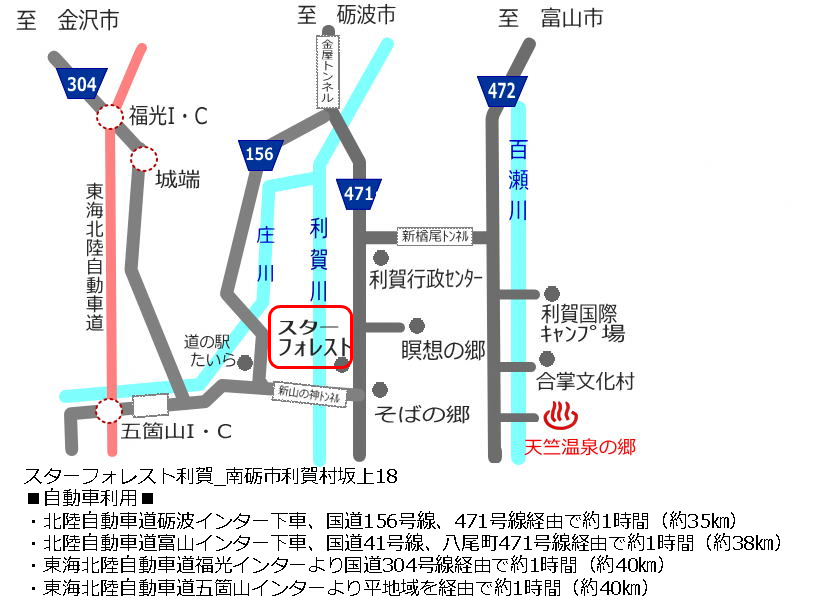 至 金沢市
至 砺波市
至 富山市
金屋トンネル
304
472
福光I・C
156
百瀬川
城端
471
東海北陸自動車道
庄川
利賀川
新楢尾ﾄﾝﾈﾙ
利賀行政ｾﾝﾀｰ
利賀国際
ｷｬﾝﾌﾟ場
スター
フォレスト
道の駅
たいら
瞑想の郷
合掌文化村
新山の神ﾄﾝﾈﾙ
そばの郷
五箇山I・C
天竺温泉の郷
スターフォレスト利賀_南砺市利賀村坂上18
■自動車利用■
・北陸自動車道砺波インター下車、国道156号線、471号線経由で約1時間（約35㎞）
・北陸自動車道富山インター下車、国道41号線、八尾町471号線経由で約1時間（約38㎞）
・東海北陸自動車道福光インターより国道304号線経由で約1時間（約40㎞）
・東海北陸自動車道五箇山インターより平地域を経由で約1時間（約40㎞）